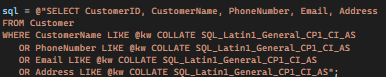 sql = @"SELECT CustomerID, CustomerName, PhoneNumber, Email, Address
FROM Customer
WHERE CustomerName LIKE @kw COLLATE SQL_Latin1_General_CP1_CI_AS
OR PhoneNumber LIKE @kw COLLATE SQL_Latin1_General_CP1_CI_AS
OR Email LIKE @kw COLLATE SQL_Latin1_General_CP1_CI_AS
OR Address LIKE @kw COLLATE SQL_Latin1_General_CP1_CI_AS";